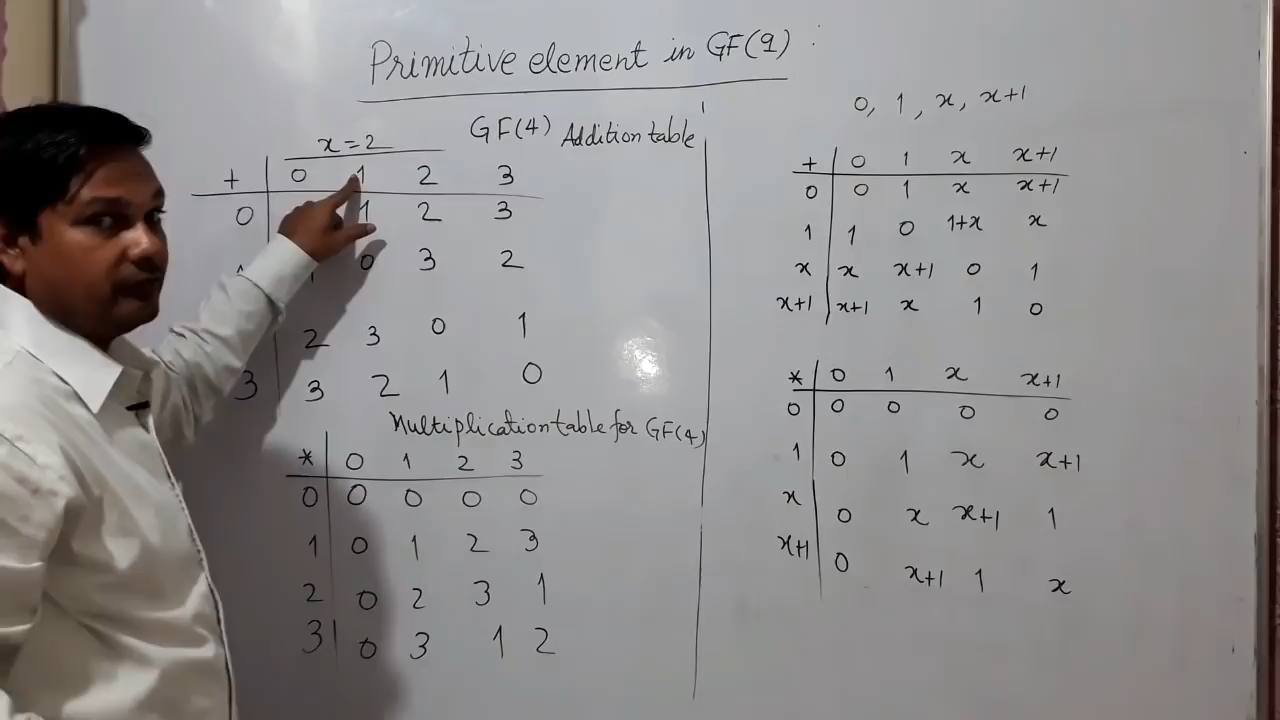 Primitive element in GF(q)
x=2
GF(4) Addition table
+ 0 1 2 3
0 1 2 3
1 1 0 3 2
2 3 0 1
3 3 2 1 0
Multiplication table for GF(4)
* 0 1 2 3
0 0 0 0 0
1 0 1 2 3
2 0 2 3 1
3 0 3 1 2
0, 1, x, x+1
+ 0 1 x x+1
0 0 1 x x+1
1 1 0 1+x x
x x x+1 0 1
x+1 x+1 x 1 0
* 0 1 x x+1
0 0 0 0 0
1 0 1 x x+1
x 0 x x+1 1
x+1 0 x+1 1 x